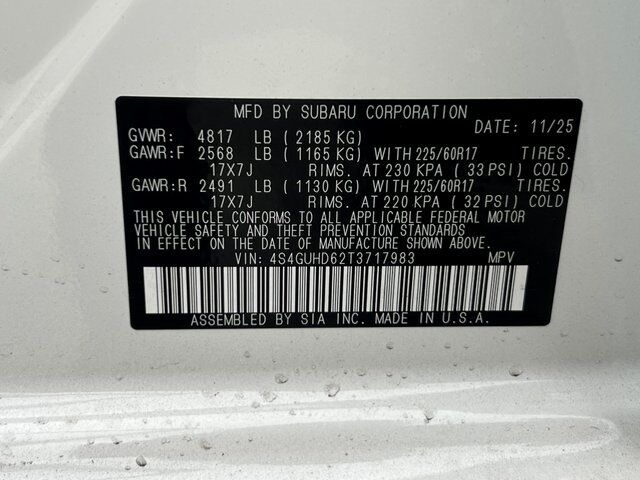 MFD BY SUBARU CORPORATION
DATE: 11/25
GVWR: 4817 LB ( 2185 KG)
GAWR:F 2568 LB ( 1165 KG) WITH 225/60R17 TIRES.
17X7J RIMS. AT 230 KPA ( 33 PSI) COLD
GAWR:R 2491 LB ( 1130 KG) WITH 225/60R17 TIRES.
17X7J RIMS. AT 220 KPA ( 32 PSI) COLD
THIS VEHICLE CONFORMS TO ALL APPLICABLE FEDERAL MOTOR
VEHICLE SAFETY AND THEFT PREVENTION STANDARDS
IN EFFECT ON THE DATE OF MANUFACTURE SHOWN ABOVE.
VIN: 4S4GUHD62T3717983 MPV
ASSEMBLED BY SIA INC. MADE IN U.S.A.